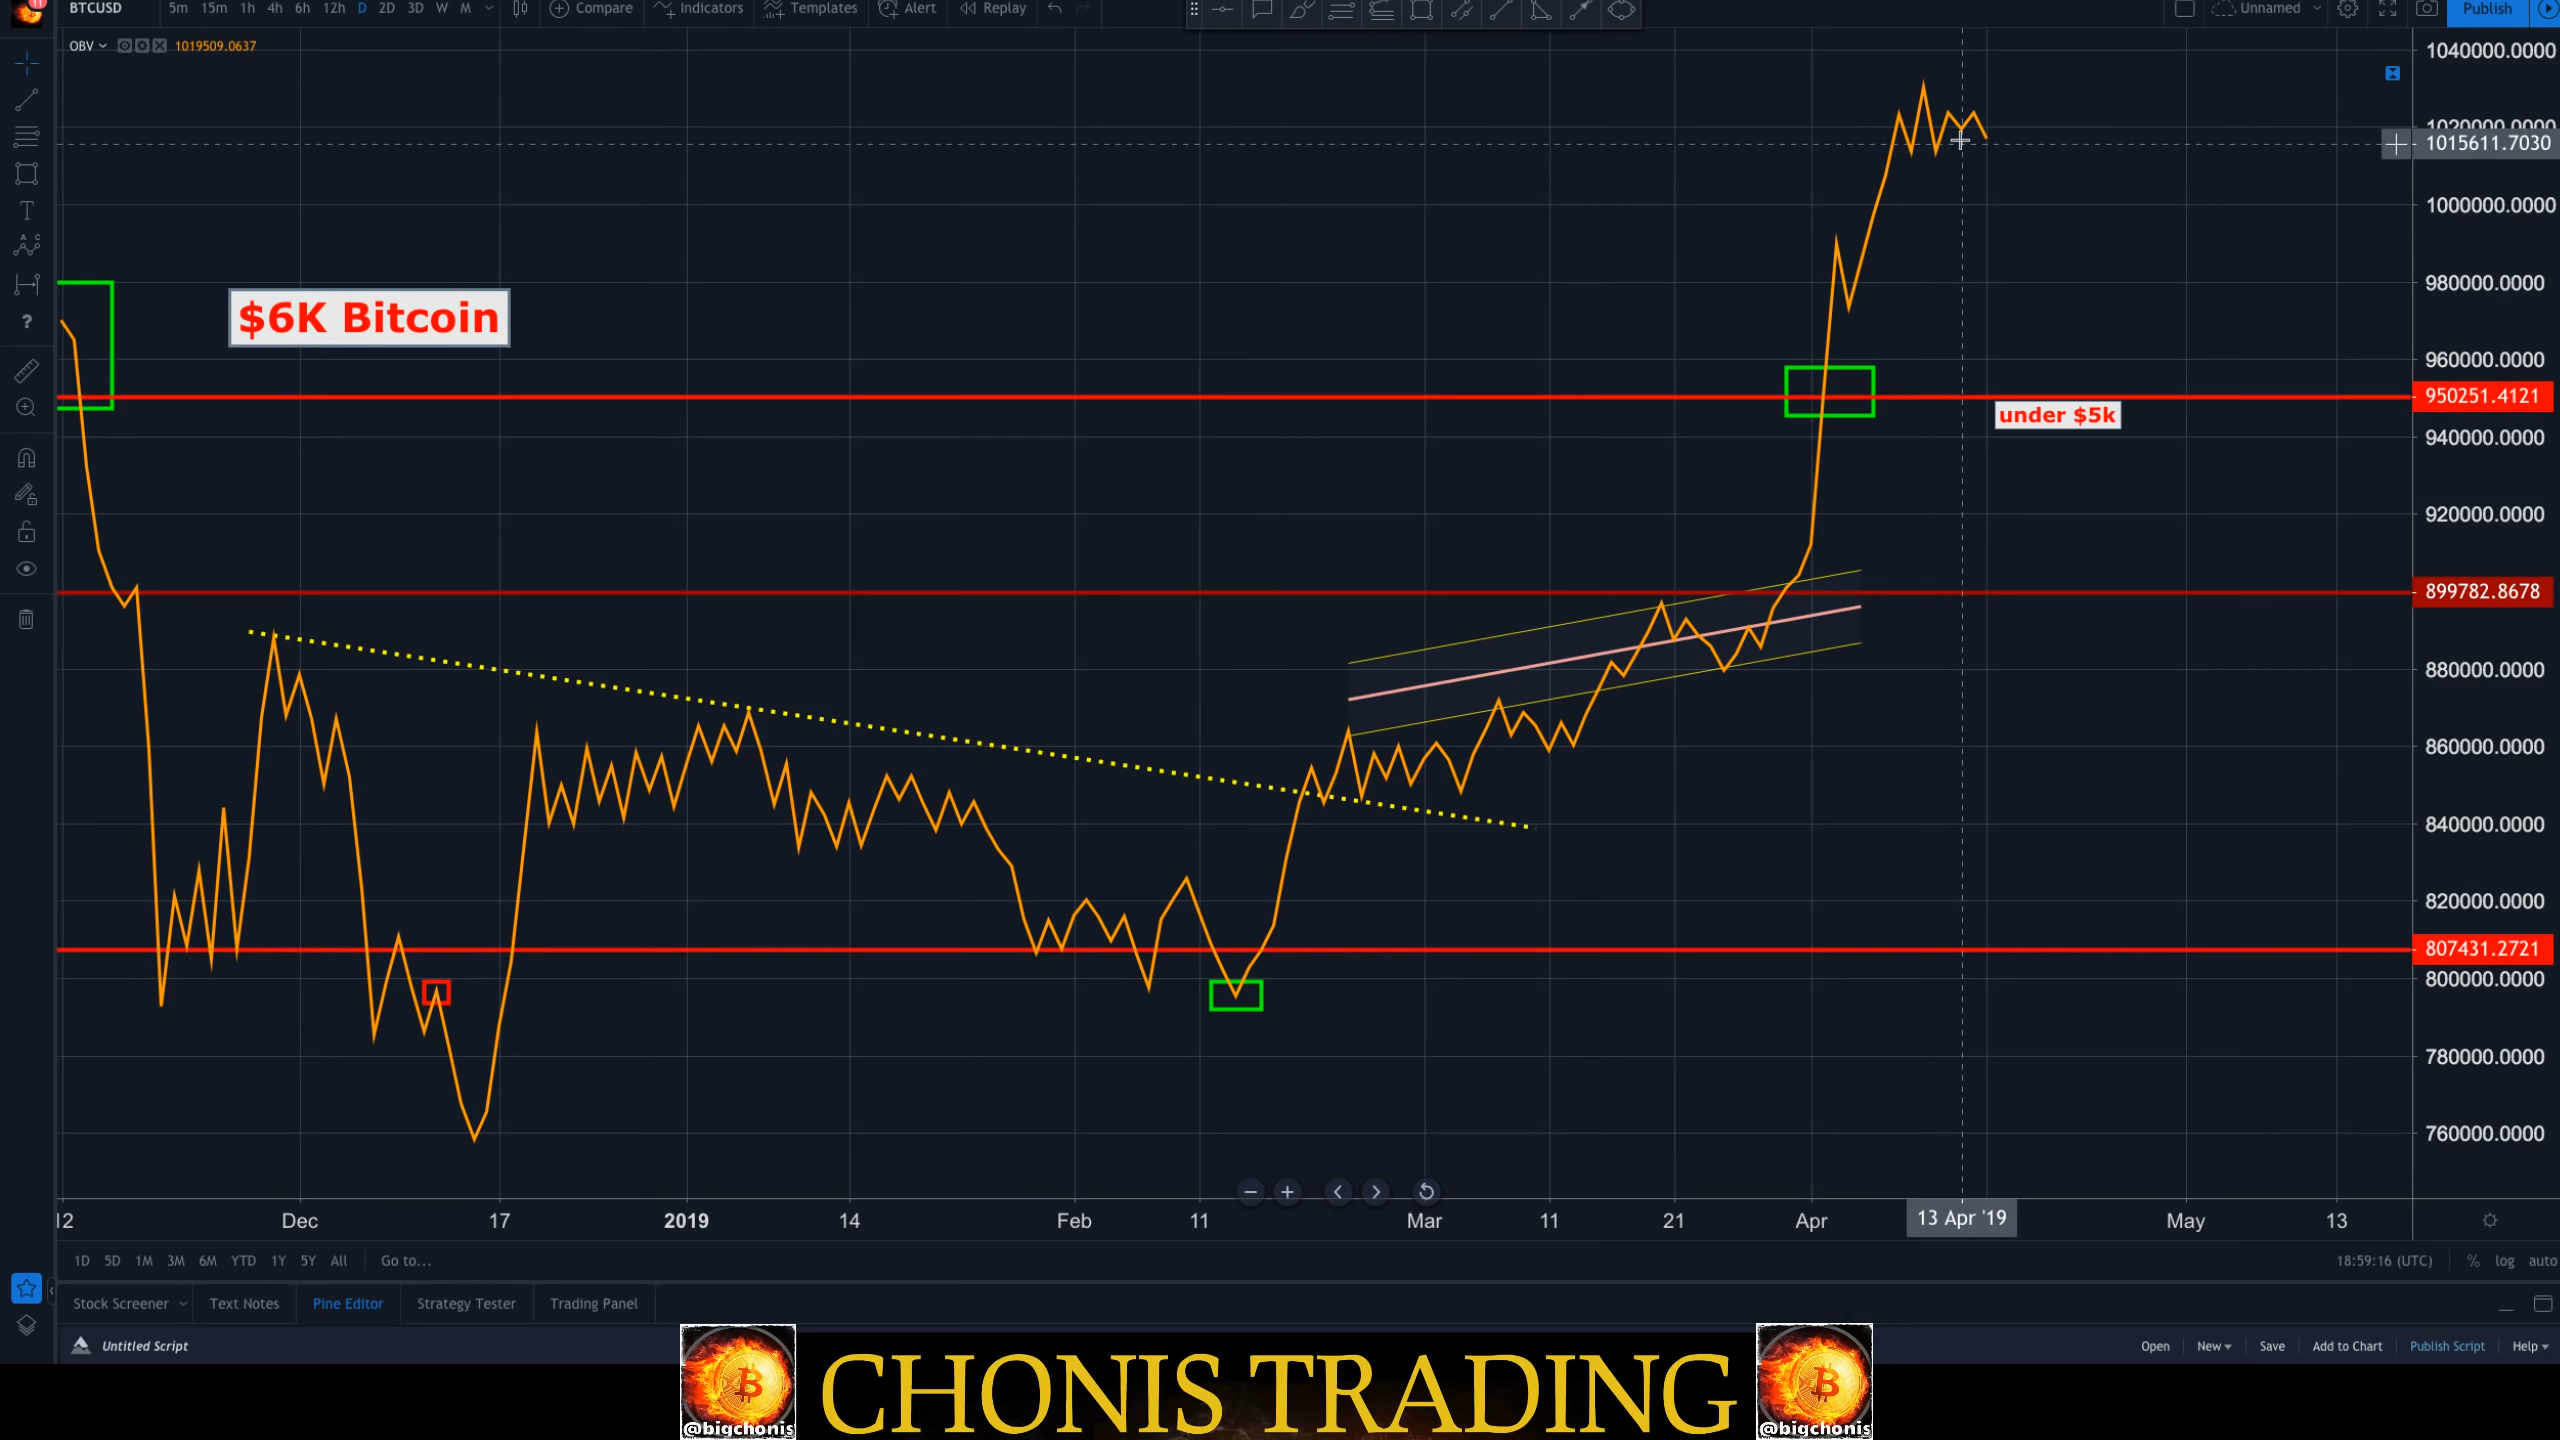 11
BTCUSD 5m 15m 1h 4h 6h 12h D 2D 3D W M Compare Indicators Templates Alert Replay Unnamed Publish
OBV 1019509.0637
1040000.0000
1020000.0000
1015611.7030
1000000.0000
980000.0000
$6K Bitcoin
960000.0000
950251.4121
under $5k
940000.0000
920000.0000
899782.8678
880000.0000
860000.0000
840000.0000
820000.0000
807431.2721
800000.0000
780000.0000
760000.0000
12 Dec 17 2019 14 Feb 11 Mar 11 21 Apr 13 Apr '19 May 13
1D 5D 1M 3M 6M YTD 1Y 5Y All Go to... 18:59:16 (UTC) % log auto
Stock Screener Text Notes Pine Editor Strategy Tester Trading Panel
Untitled Script Open New Save Add to Chart Publish Script Help
CHONIS TRADING
@bigchonis @bigchonis